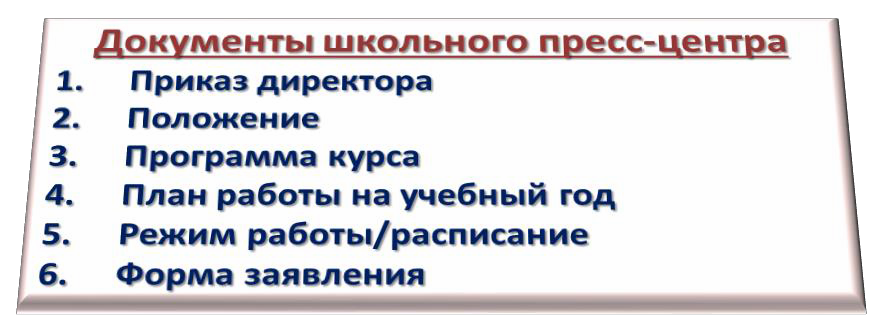 Документы школьного пресс-центра
1. Приказ директора
2. Положение
3. Программа курса
4. План работы на учебный год
5. Режим работы/расписание
6. Форма заявления